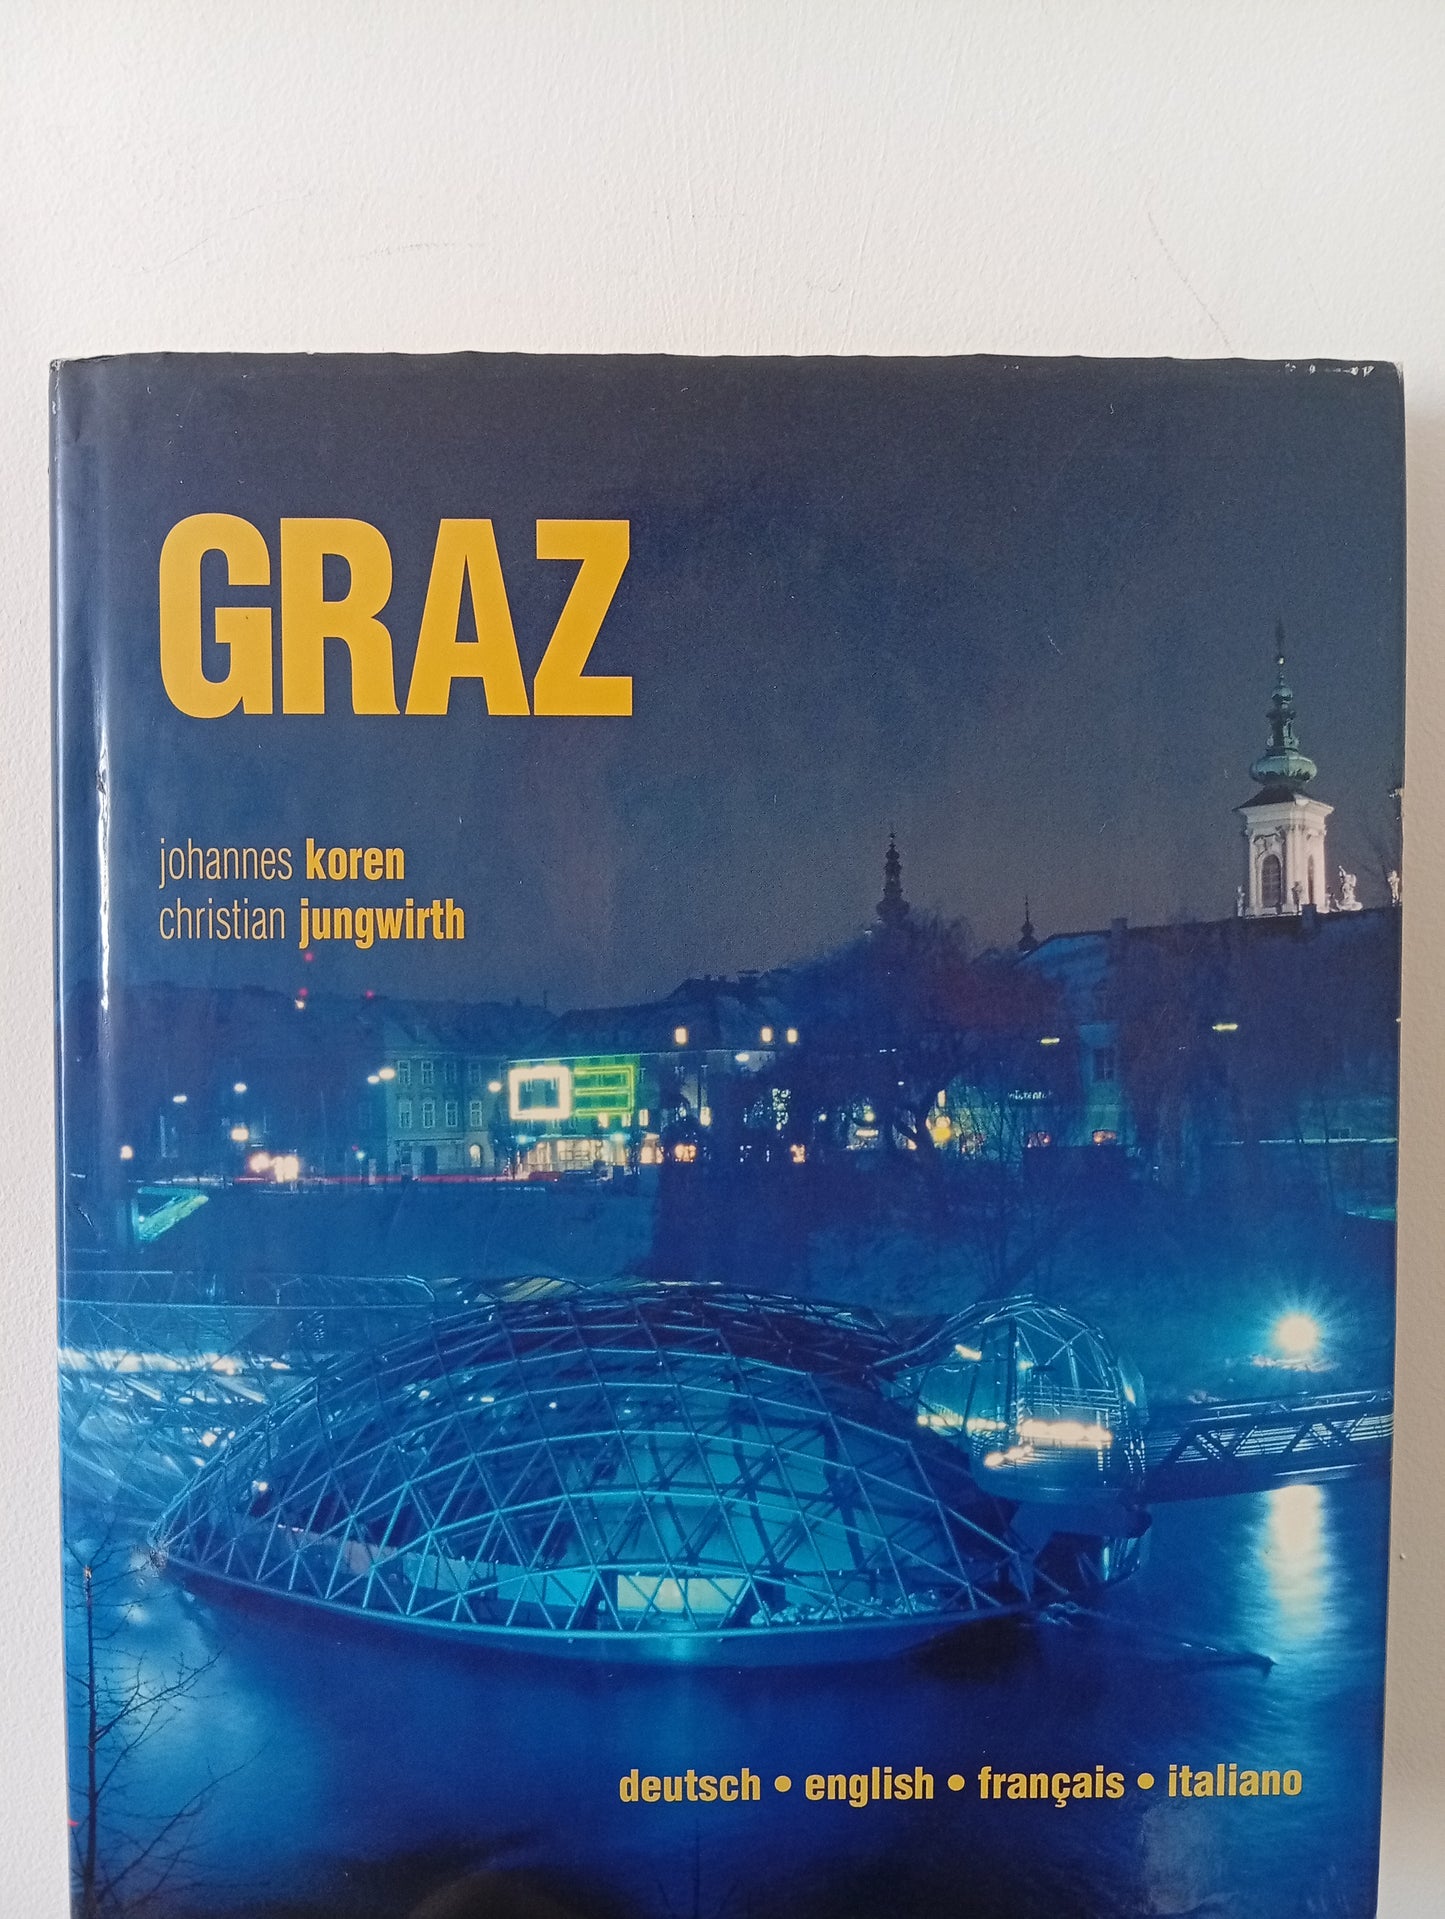 GRAZ
johannes koren
christian jungwirth
deutsch • english • français • italiano